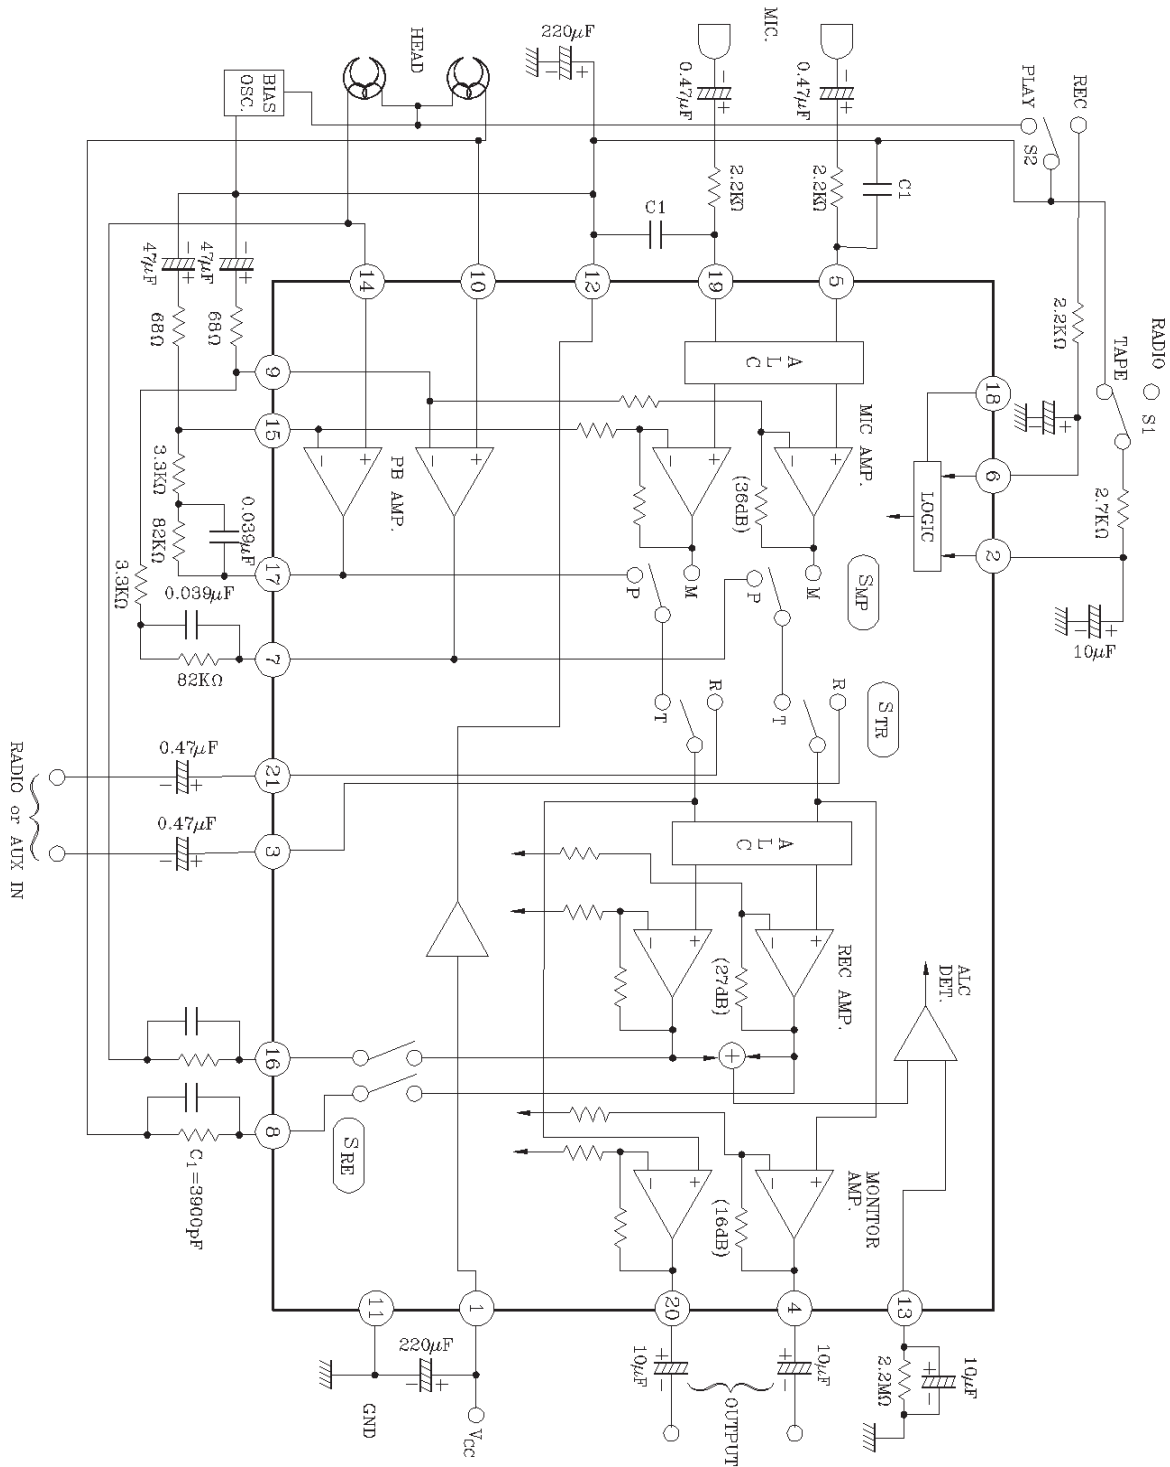 220μF
MIC.
HEAD
0.47μF
0.47μF
BIAS
OSC.
PLAY
REC
S2
C1
2.2KΩ
2.2KΩ
C1
47μF
47μF
14
10
12
19
5
68Ω
68Ω
2.2KΩ
RADIO
TAPE
S1
9
A
L
C
18
15
MIC AMP.
3.3KΩ
PB AMP.
(36dB)
LOGIC
6
2.7KΩ
0.039μF
82KΩ
2
17
3.3KΩ
0.039μF
P
M
P
M
SMP
7
82KΩ
10μF
T
R
T
R
STR
RADIO or AUX IN
0.47μF
21
0.47μF
3
A
L
C
REC AMP.
(27dB)
ALC
DET.
16
8
SRE
C1=3900pF
MONITOR
AMP.
(16dB)
11
1
20
4
13
220μF
10μF
10μF
10μF
2.2MΩ
GND
VCC
OUTPUT